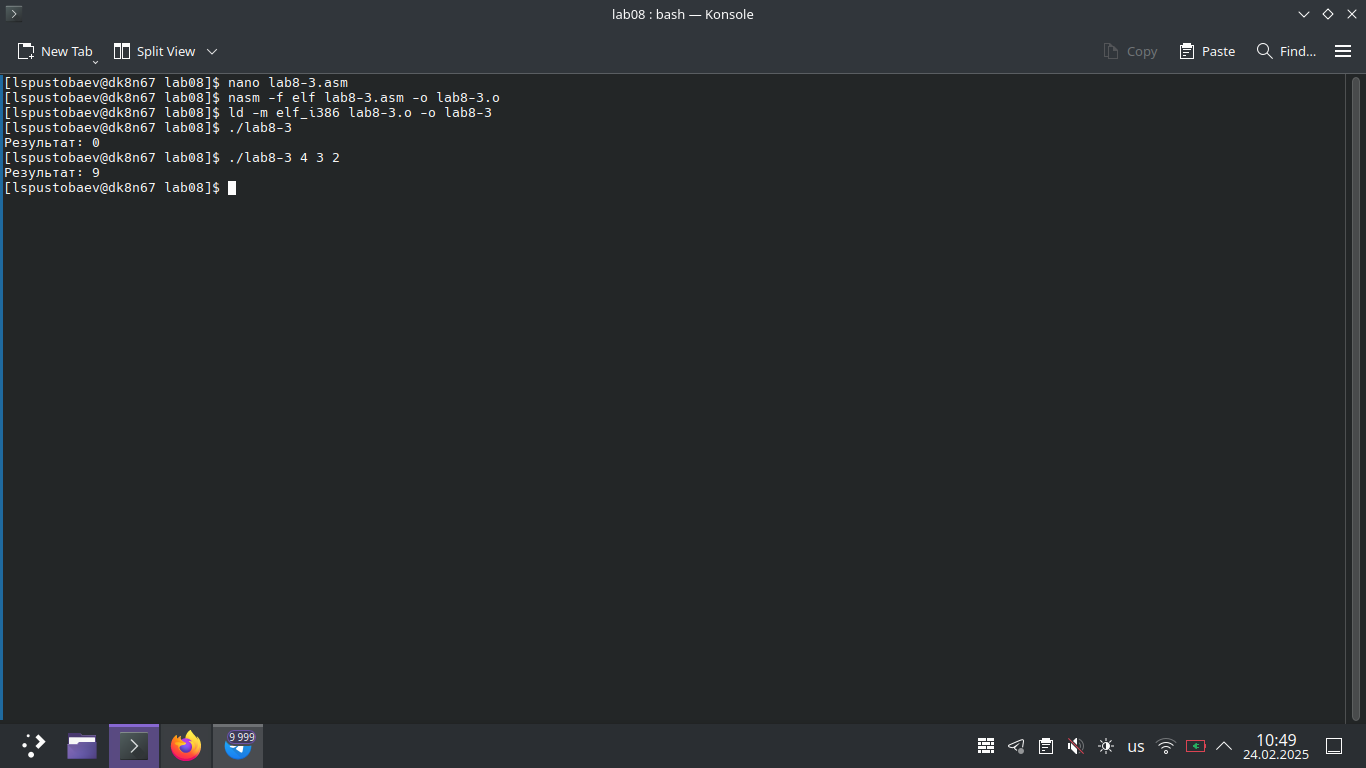 lab08 : bash — Konsole
New Tab Split View Copy Paste Find...
[lspustobaev@dk8n67 lab08]$ nano lab8-3.asm
[lspustobaev@dk8n67 lab08]$ nasm -f elf lab8-3.asm -o lab8-3.o
[lspustobaev@dk8n67 lab08]$ ld -m elf_i386 lab8-3.o -o lab8-3
[lspustobaev@dk8n67 lab08]$ ./lab8-3
Результат: 0
[lspustobaev@dk8n67 lab08]$ ./lab8-3 4 3 2
Результат: 9
[lspustobaev@dk8n67 lab08]$
9 999
us
10:49
24.02.2025